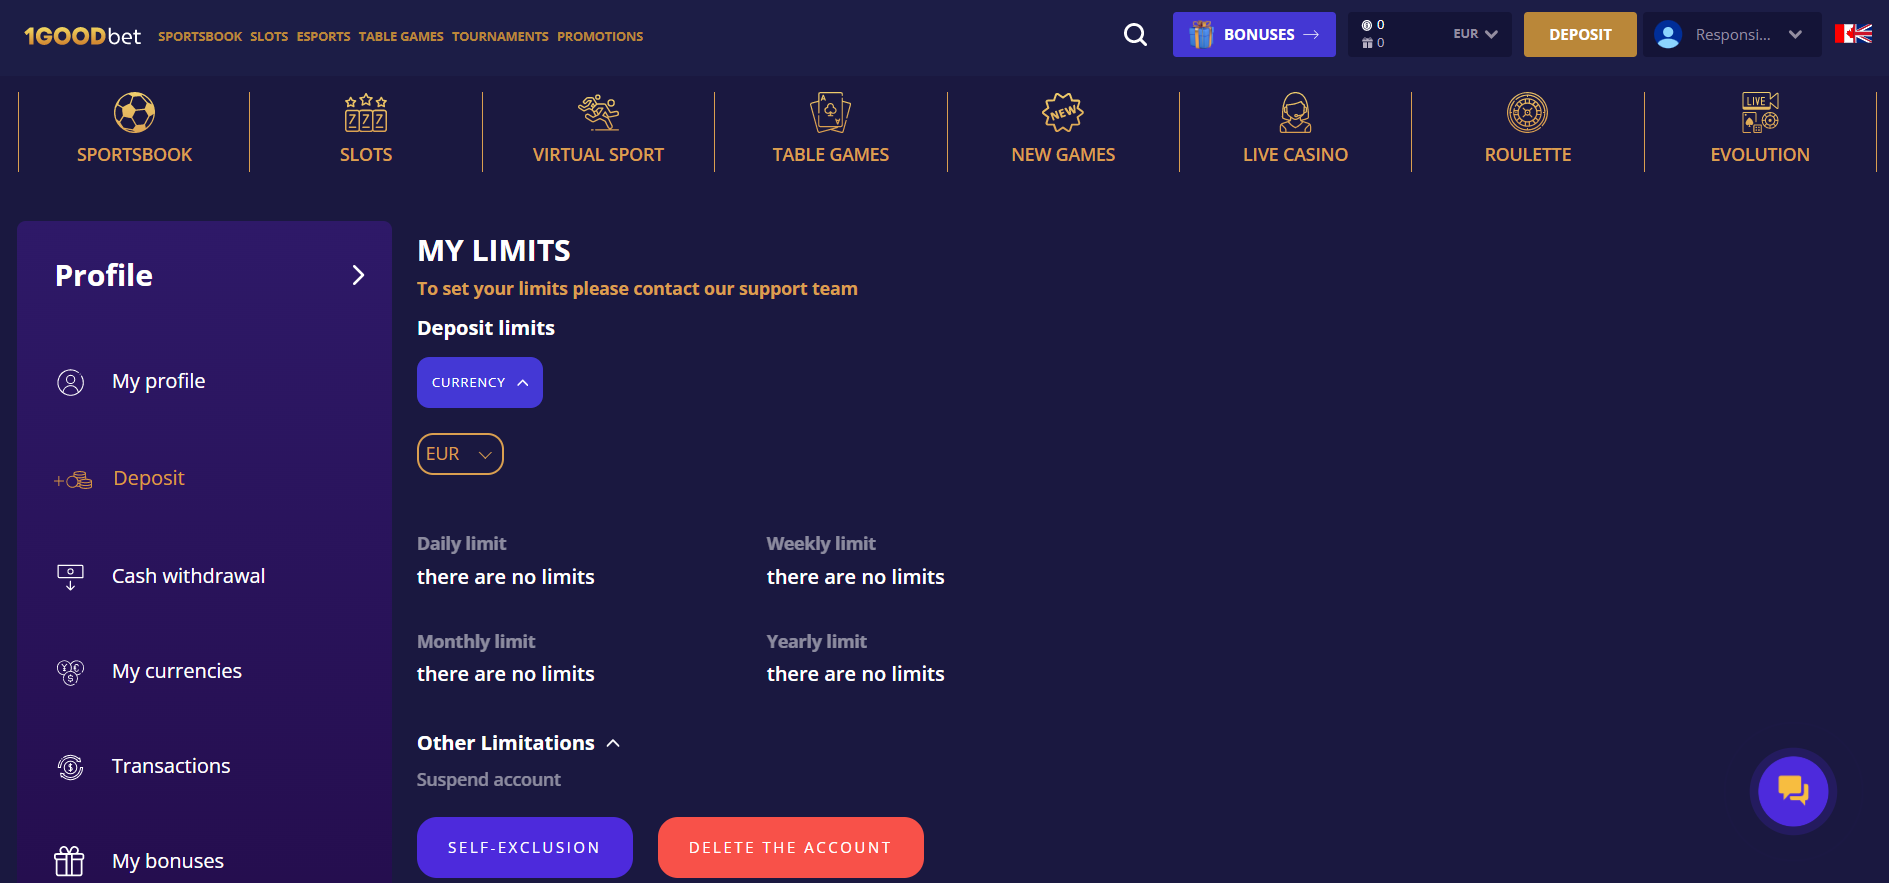 1GOODbet SPORTSBOOK SLOTS ESPORTS TABLE GAMES TOURNAMENTS PROMOTIONS
BONUSES
0
0
EUR
DEPOSIT
Responsi...
SPORTSBOOK
ZZZ
SLOTS
VIRTUAL SPORT
A
A
TABLE GAMES
NEW
NEW GAMES
LIVE CASINO
ROULETTE
LIVE
EVOLUTION
Profile
My profile
Deposit
Cash withdrawal
My currencies
Transactions
My bonuses
MY LIMITS
To set your limits please contact our support team
Deposit limits
CURRENCY
EUR
Daily limit
there are no limits
Weekly limit
there are no limits
Monthly limit
there are no limits
Yearly limit
there are no limits
Other Limitations
Suspend account
SELF-EXCLUSION
DELETE THE ACCOUNT